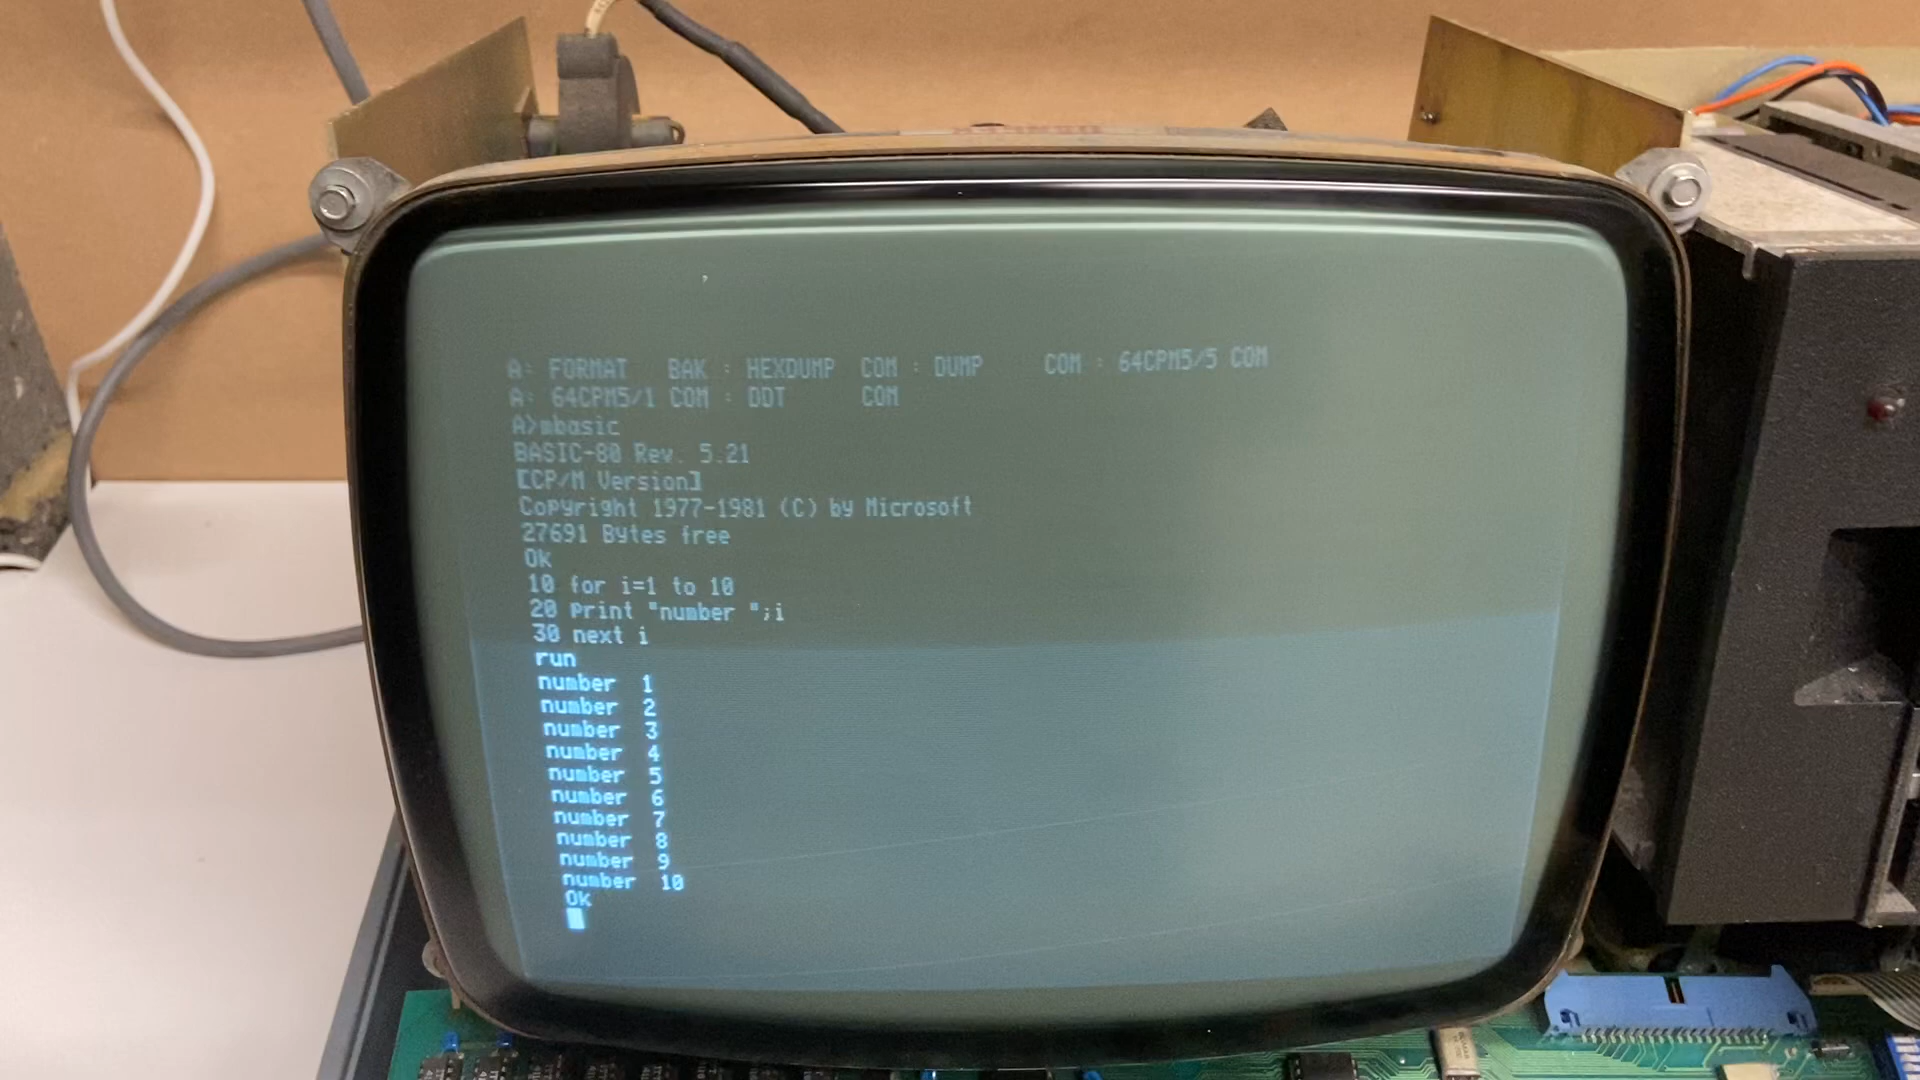 A: FORMAT   BAK : HEXDUMP  COM : DUMP     COM : 64CPM5/5 COM
A: 64CPM5/1 COM : DDT      COM
A>mbasic
BASIC-80 Rev. 5.21
[CP/M Version]
Copyright 1977-1981 (C) by Microsoft
27691 Bytes free
Ok
10 for i=1 to 10
20 print "number ";i
30 next i
run
number  1
number  2
number  3
number  4
number  5
number  6
number  7
number  8
number  9
number  10
Ok